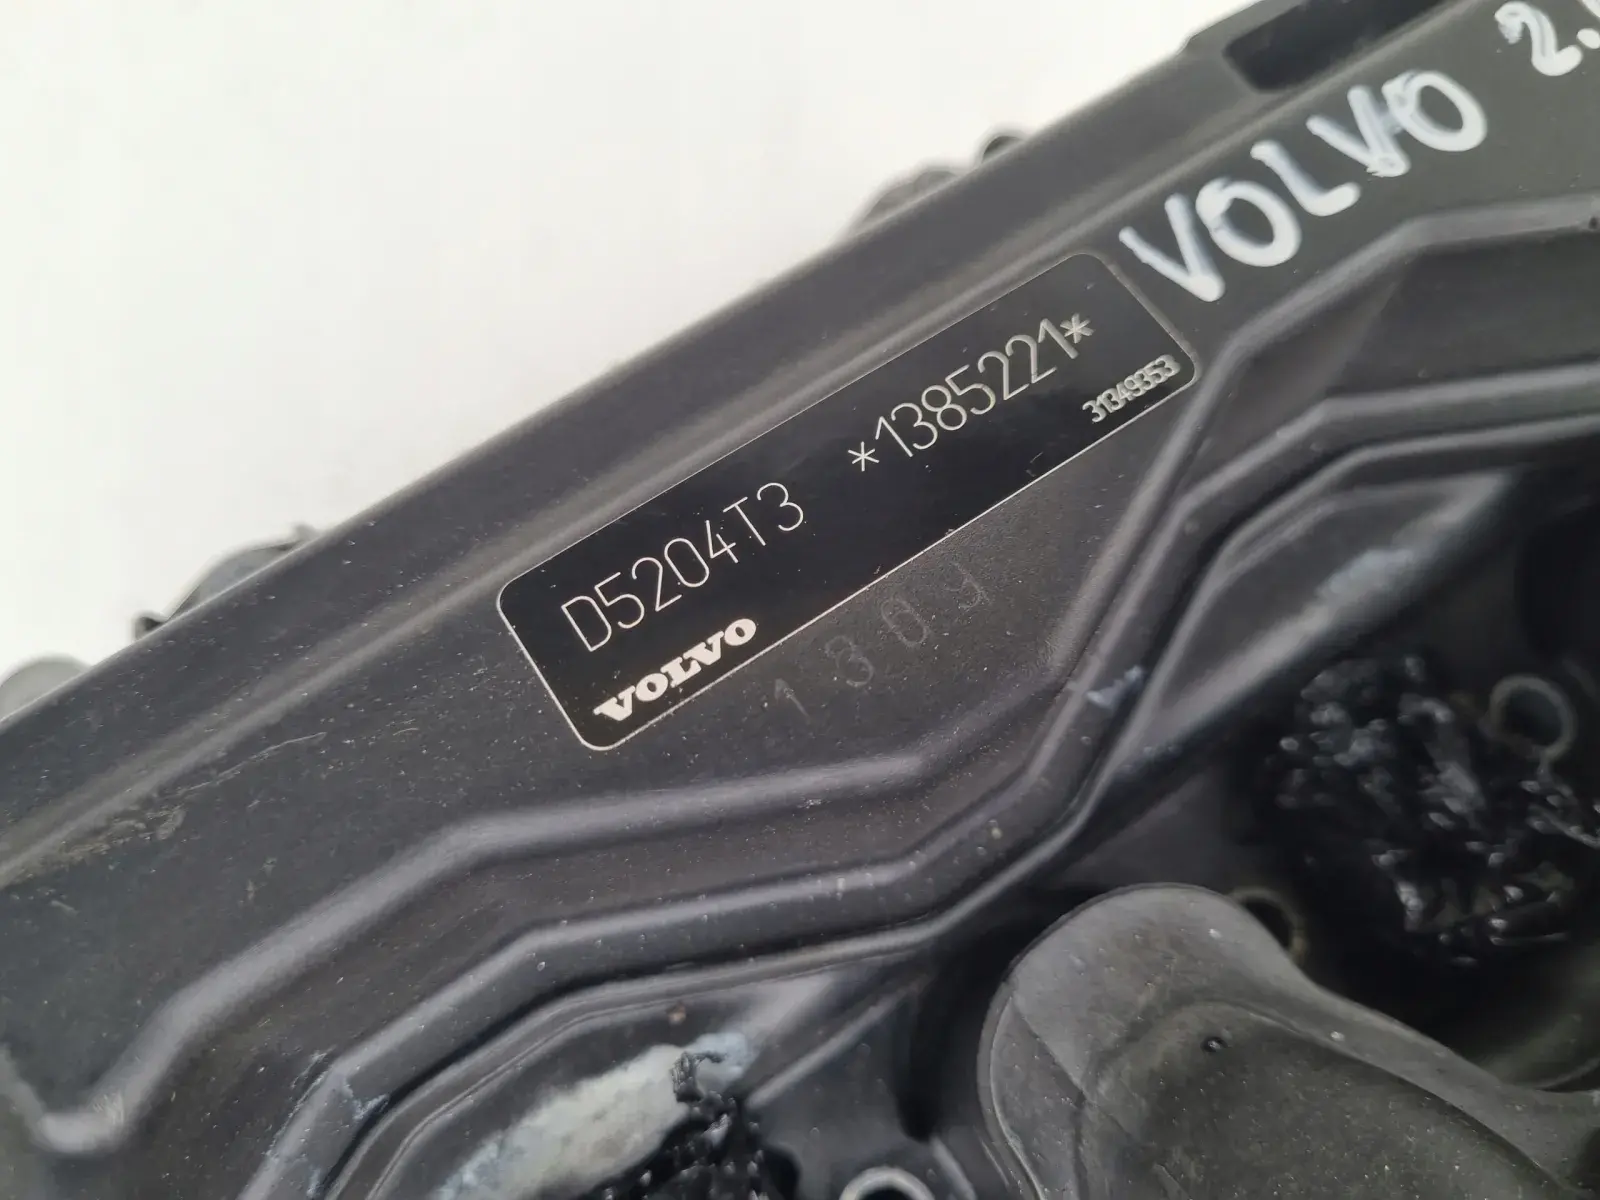 VOLVO 2.
D5204T3 *1385221*
VOLVO 31349353
1309